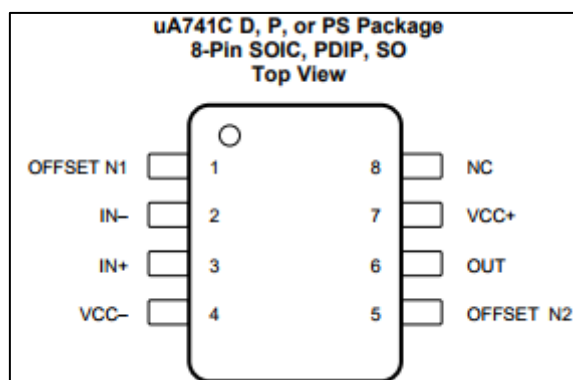 uA741C D, P, or PS Package
8-Pin SOIC, PDIP, SO
Top View
OFFSET N1 1 8 NC
IN– 2 7 VCC+
IN+ 3 6 OUT
VCC– 4 5 OFFSET N2